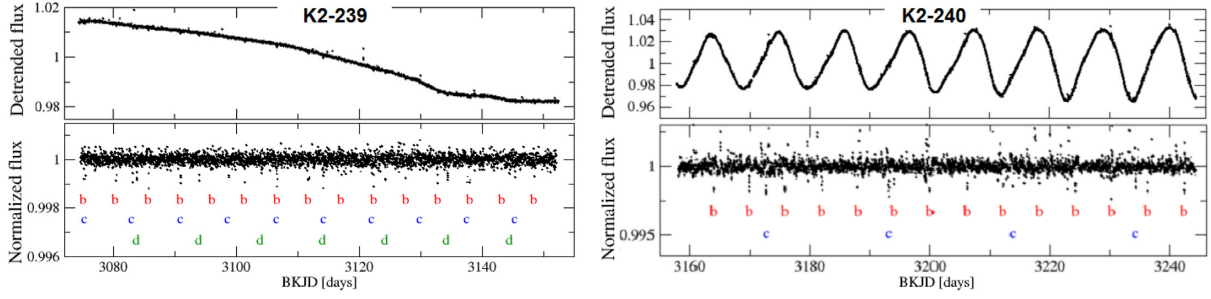 K2-239
Detrended flux
1.02
1
0.98
Normalized flux
1
0.998
0.996
b b b b b b b b b b b b b b b
c c c c c c c c c c
d d d d d d d
3080 3100 3120 3140
BKJD [days]
K2-240
Detrended flux
1.04
1.02
1
0.98
0.96
Normalized flux
1
0.995
b b b b b b b b b b b b b b
c c c c
3160 3180 3200 3220 3240
BKJD [days]